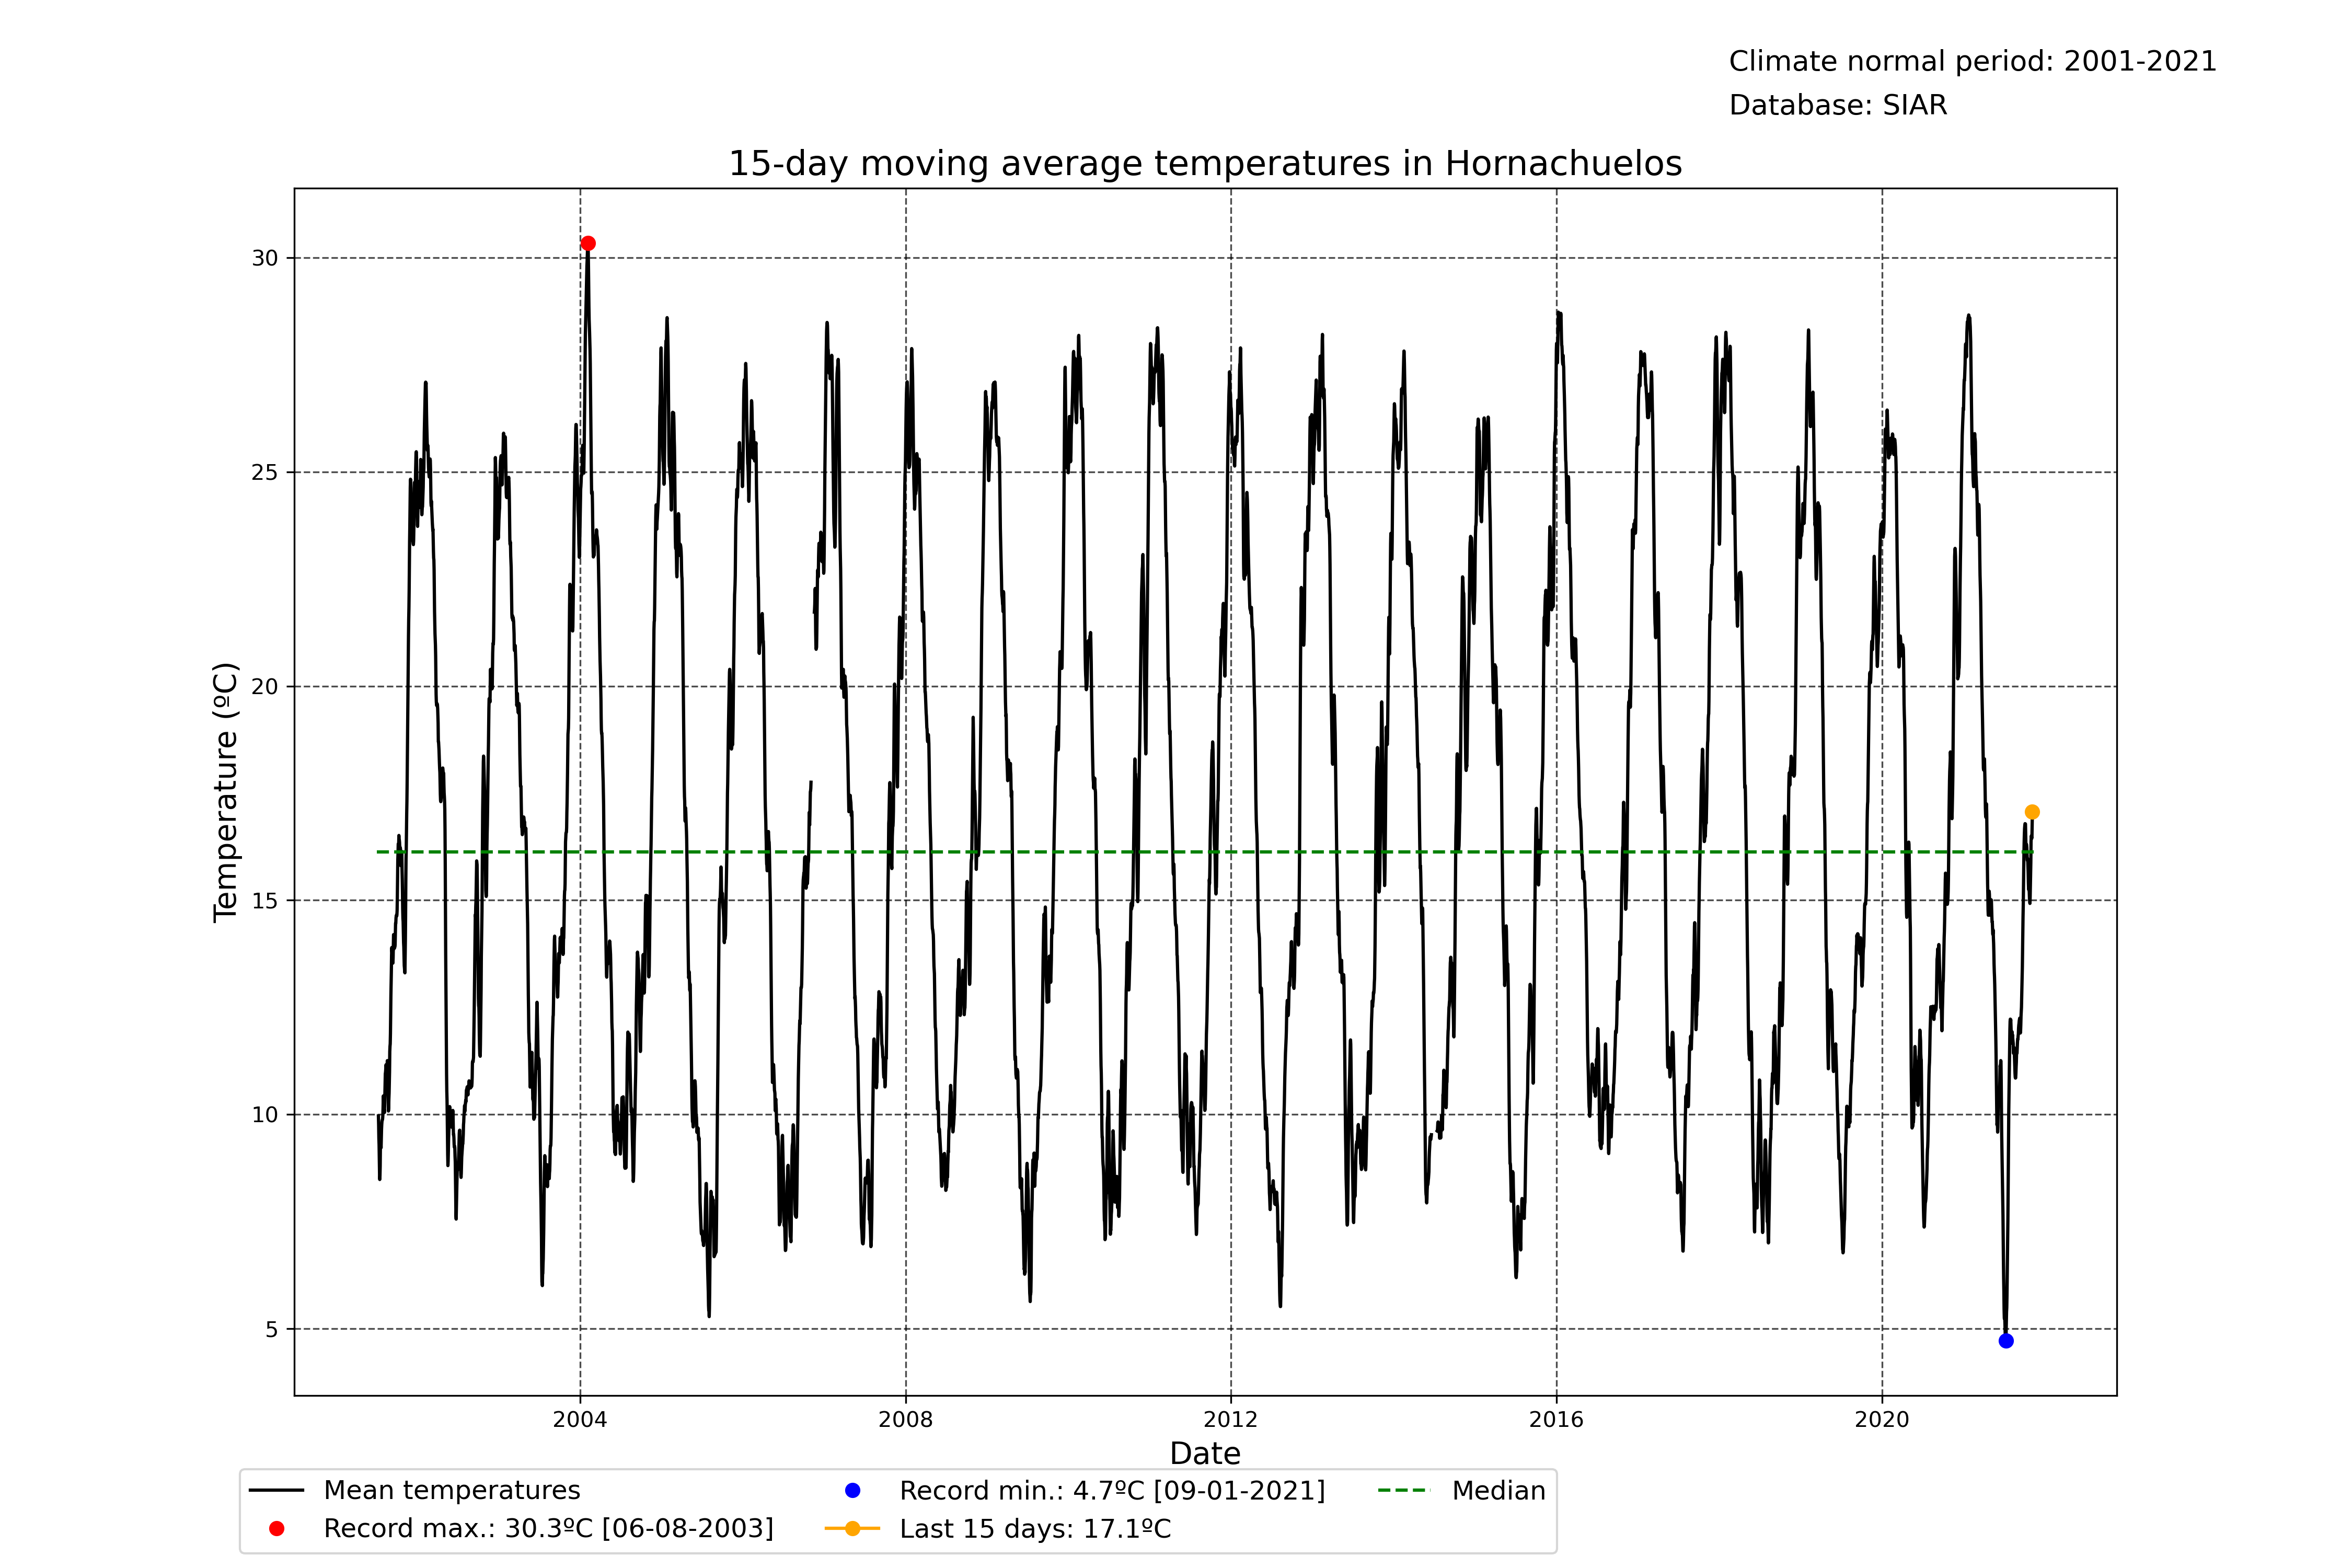 Climate normal period: 2001-2021
Database: SIAR
15-day moving average temperatures in Hornachuelos
30
25
20
15
10
5
Temperature (ºC)
2004 2008 2012 2016 2020
Date
Mean temperatures
Record max.: 30.3ºC [06-08-2003]
Record min.: 4.7ºC [09-01-2021]
Last 15 days: 17.1ºC
Median